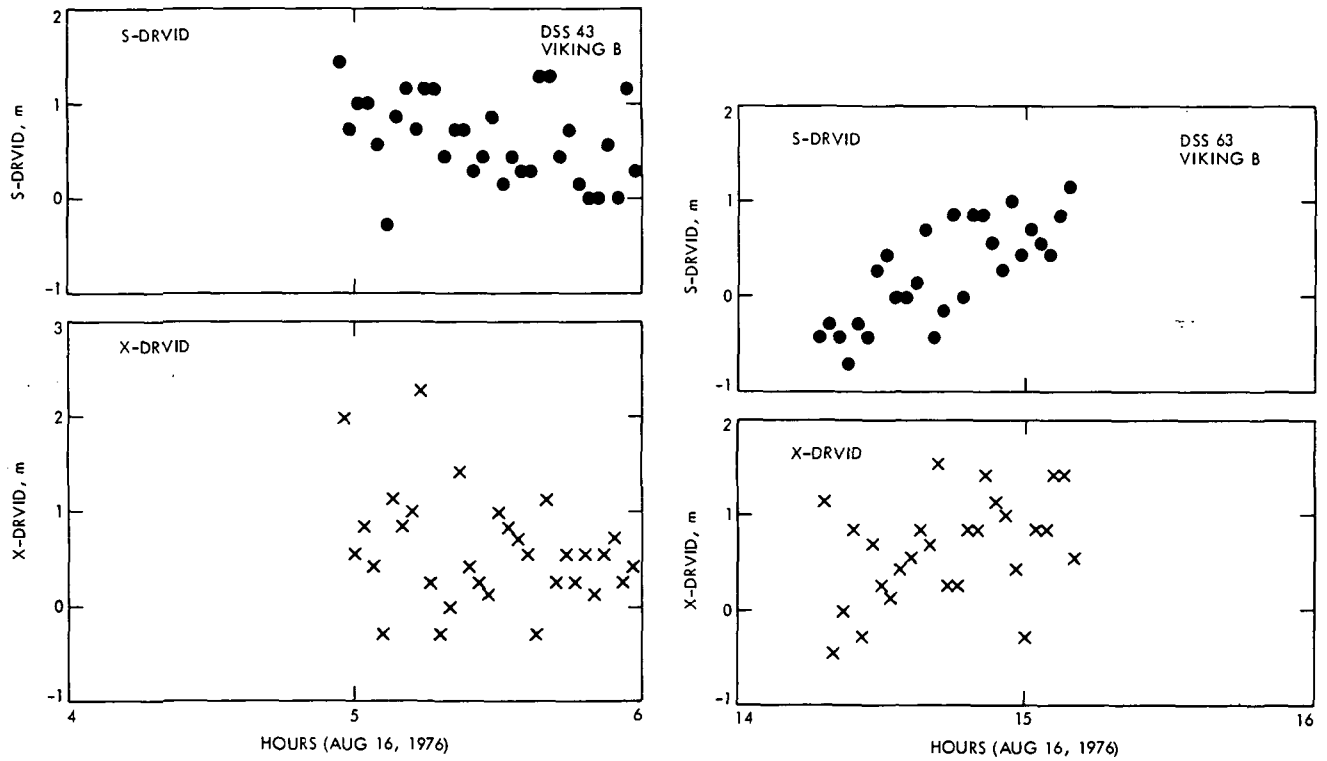 S-DRVID
DSS 43
VIKING B
S-DRVID, m
2
1
0
-1
X-DRVID
X-DRVID, m
3
2
1
0
-1
4
5
6
HOURS (AUG 16, 1976)
S-DRVID
DSS 63
VIKING B
S-DRVID, m
2
1
0
-1
X-DRVID
X-DRVID, m
2
1
0
-1
14
15
16
HOURS (AUG 16, 1976)